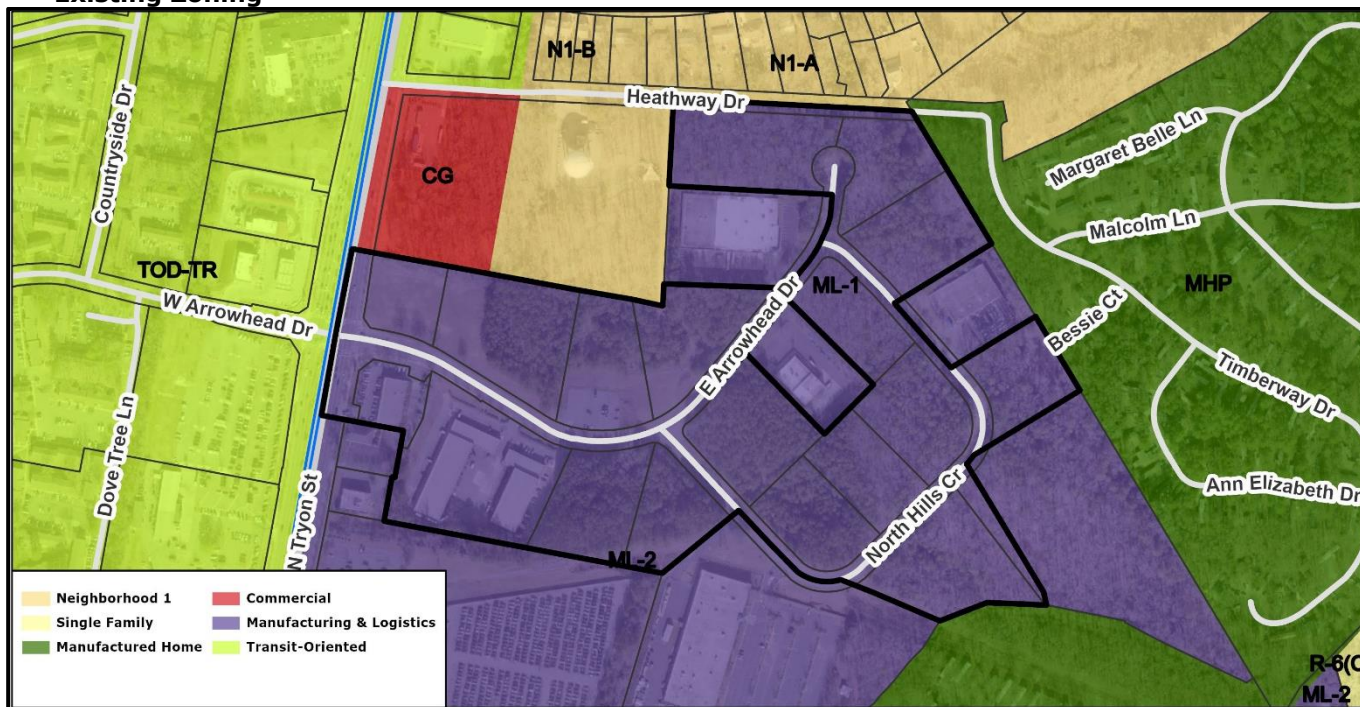 Existing Zoning
N1-B
N1-A
Heathway Dr
Countryside Dr
Margaret Belle Ln
CG
Malcolm Ln
TOD-TR
W Arrowhead Dr
ML-1
MHP
E Arrowhead Dr
Bessie Ct
Timberway Dr
Dove Tree Ln
N Tryon St
Ann Elizabeth Dr
North Hills Cr
ML-2
Neighborhood 1
Commercial
Single Family
Manufacturing & Logistics
Manufactured Home
Transit-Oriented
R-6(C
ML-2